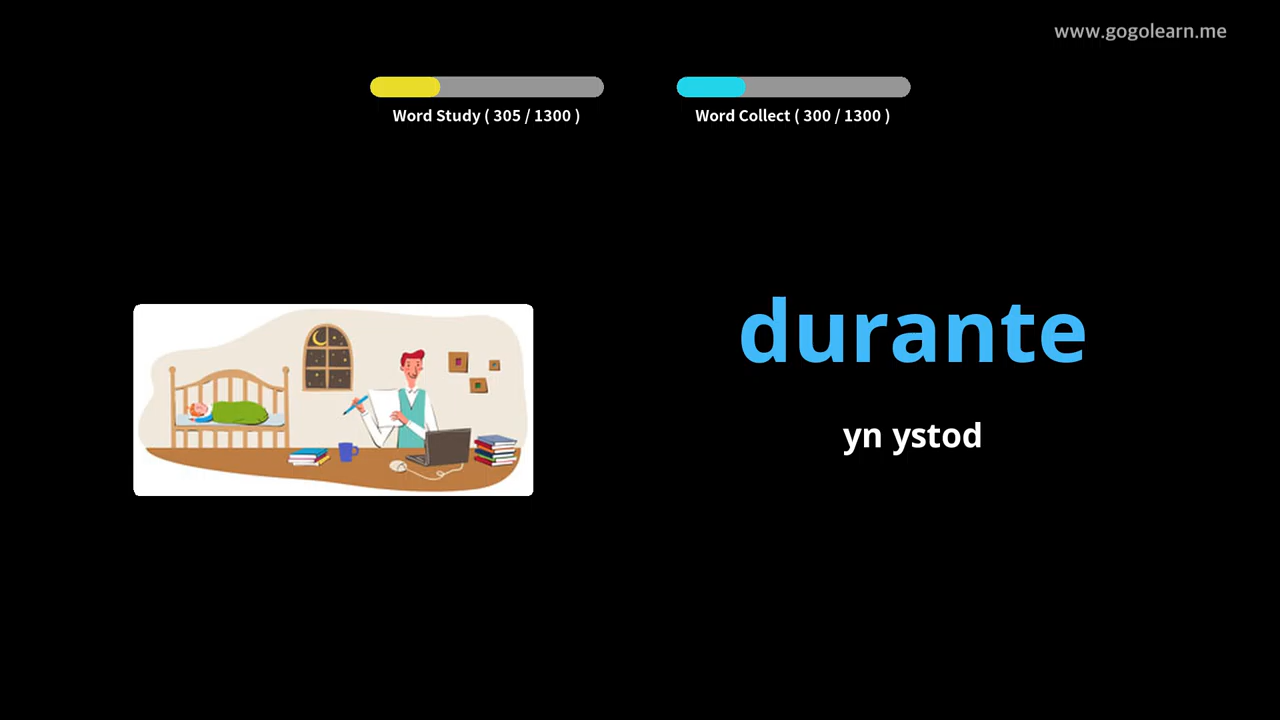 www.gogolearn.me
Word Study ( 305 / 1300 )
Word Collect ( 300 / 1300 )
durante
yn ystod